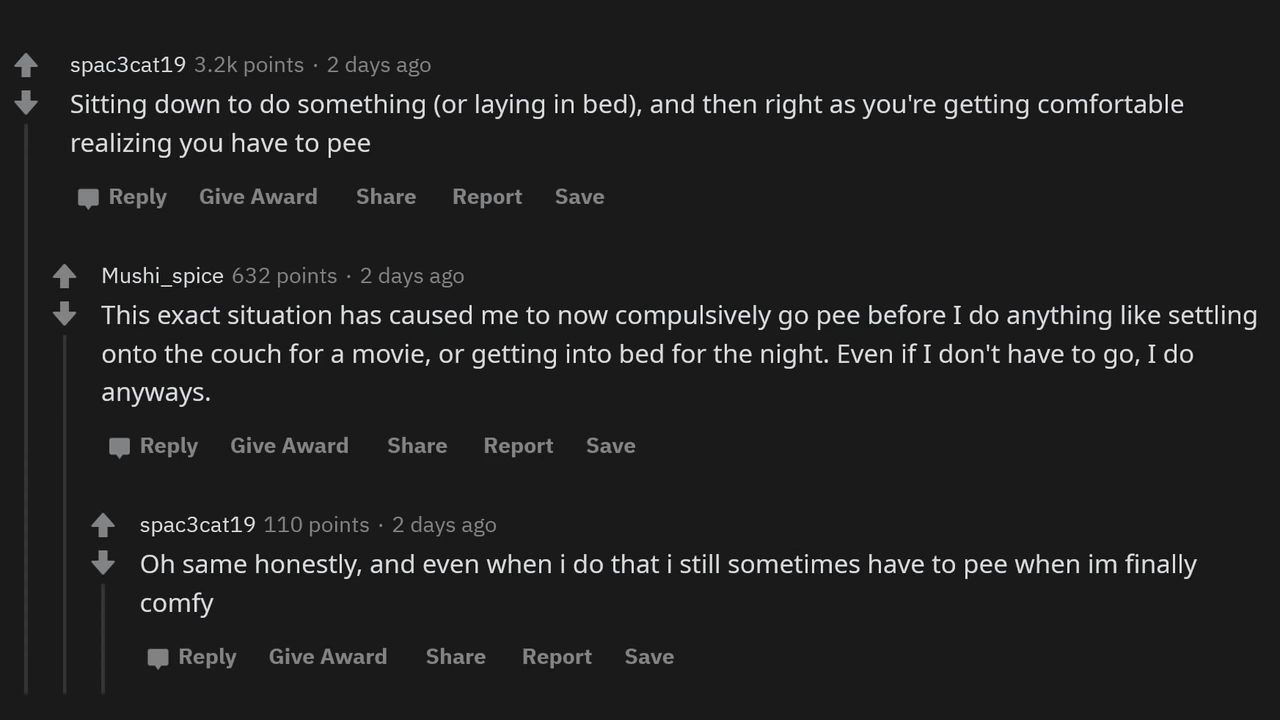 spac3cat19 3.2k points · 2 days ago
Sitting down to do something (or laying in bed), and then right as you're getting comfortable
realizing you have to pee
Reply Give Award Share Report Save
Mushi_spice 632 points · 2 days ago
This exact situation has caused me to now compulsively go pee before I do anything like settling
onto the couch for a movie, or getting into bed for the night. Even if I don't have to go, I do
anyways.
Reply Give Award Share Report Save
spac3cat19 110 points · 2 days ago
Oh same honestly, and even when i do that i still sometimes have to pee when im finally
comfy
Reply Give Award Share Report Save